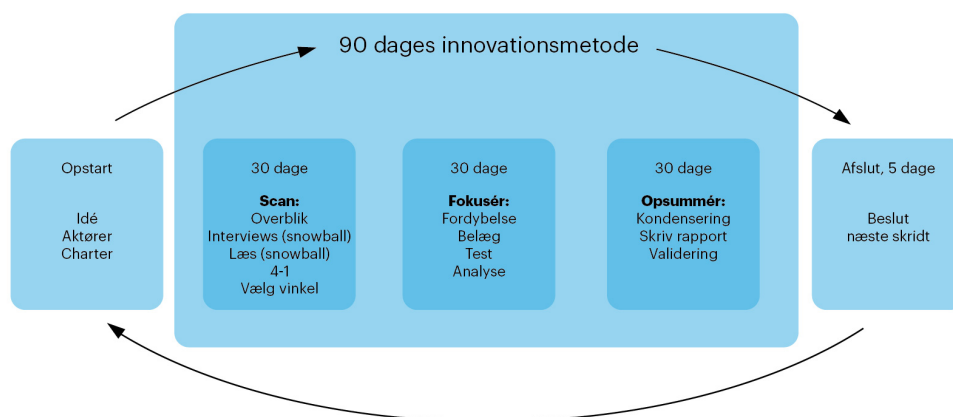 90 dages innovationsmetode
Opstart
Idé
Aktører
Charter
30 dage
Scan:
Overblik
Interviews (snowball)
Læs (snowball)
4-1
Vælg vinkel
30 dage
Fokusér:
Fordybelse
Belæg
Test
Analyse
30 dage
Opsummér:
Kondensering
Skriv rapport
Validering
Afslut, 5 dage
Beslut
næste skridt